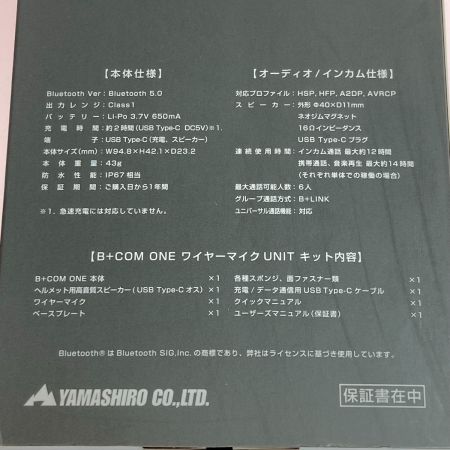 【本体仕様】
Bluetooth Ver：Bluetooth 5.0
出力レンジ：Class1
バッテリー：Li-Po 3.7V 650mA
充電時間：約2時間(USB Type-C DC5V)※1.
端子：USB Type-C (充電、スピーカー)
本体サイズ(mm)：W94.8×H42.1×D23.2
本体重量：43g
防水性能：IP67相当
保証期間：ご購入日から1年間
※1. 急速充電には対応していません。
【オーディオ/インカム仕様】
対応プロファイル：HSP, HFP, A2DP, AVRCP
スピーカー：外形 Φ40×D11mm
ネオジムマグネット
16Ωインピーダンス
USB Type-C プラグ
連続使用時間：インカム通話 最大約12時間
携帯通話、音楽再生 最大約14時間
(それぞれ単体での稼働の場合)
最大通話可能人数：6人
グループ通話方式：B+LINK
ユニバーサル通話機能：対応
【B+COM ONE ワイヤーマイクUNIT キット内容】
B+COM ONE 本体 ×1
ヘルメット用高音質スピーカー(USB Type-C オス) ×1
ワイヤーマイク ×1
ベースプレート ×1
各種スポンジ、面ファスナー類 ×1
充電/データ通信用USB Type-C ケーブル ×1
クイックマニュアル ×1
ユーザーズマニュアル(保証書) ×1
Bluetooth®は Bluetooth SIG,Inc. の商標であり、弊社はライセンスに基づき使用しています。
YAMASHIRO CO.,LTD.
保証書在中